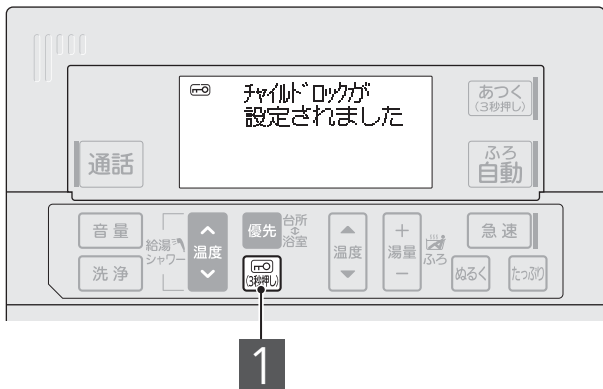 チャイルドロックが
設定されました
あつく
(3秒押し)
通話
ふろ
自動
音量
給湯
シャワー
温度
優先
台所
浴室
温度
湯量
ふろ
急速
洗浄
(3秒押し)
ぬるく
たっぷり
1